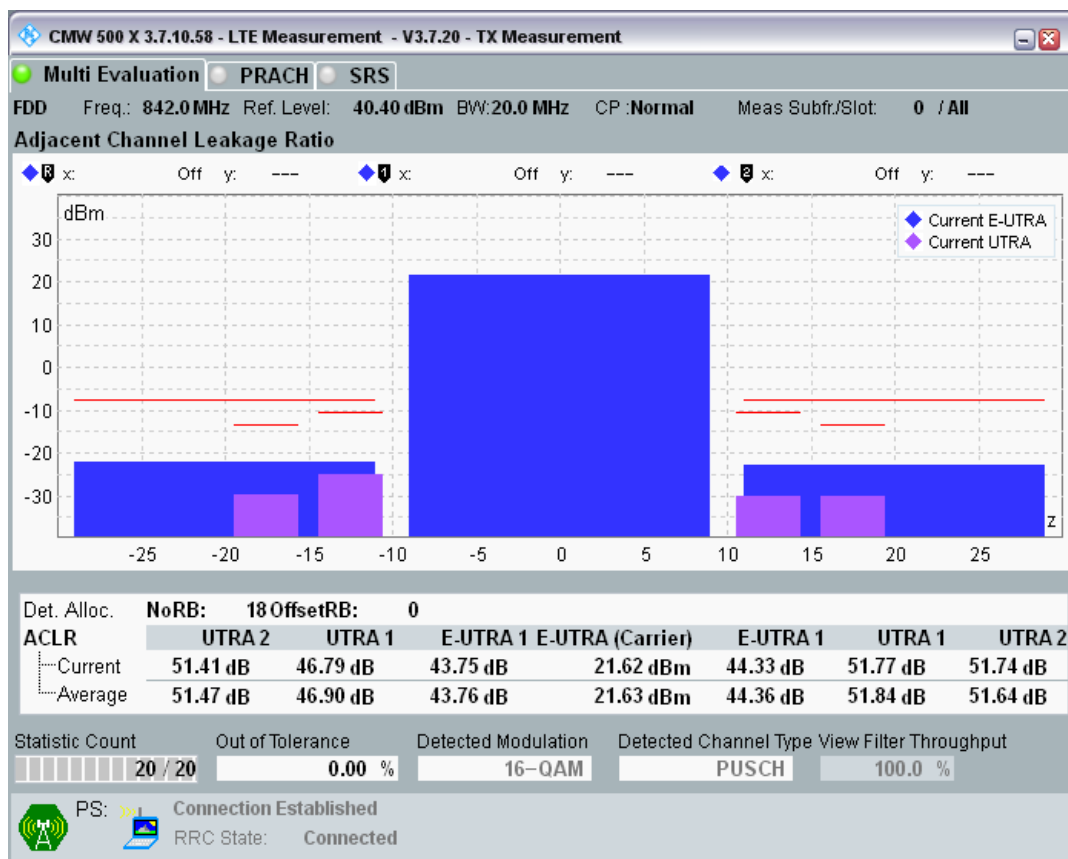 CMW 500 X 3.7.10.58 - LTE Measurement - V3.7.20 - TX Measurement
Multi Evaluation PRACH SRS
FDD Freq.: 842.0 MHz Ref. Level: 40.40 dBm BW:20.0 MHz CP :Normal Meas Subfr./Slot: 0 / All
Adjacent Channel Leakage Ratio
R x: Off y: --- 1 x: Off y: --- 2 x: Off y: ---
dBm
Current E-UTRA
Current UTRA
30
20
10
0
-10
-20
-30
z
-25 -20 -15 -10 -5 0 5 10 15 20 25
Det. Alloc. NoRB: 18 OffsetRB: 0
ACLR UTRA 2 UTRA 1 E-UTRA 1 E-UTRA (Carrier) E-UTRA 1 UTRA 1 UTRA 2
Current 51.41 dB 46.79 dB 43.75 dB 21.62 dBm 44.33 dB 51.77 dB 51.74 dB
Average 51.47 dB 46.90 dB 43.76 dB 21.63 dBm 44.36 dB 51.84 dB 51.64 dB
Statistic Count Out of Tolerance Detected Modulation Detected Channel Type View Filter Throughput
20 / 20 0.00 % 16-QAM PUSCH 100.0 %
PS: Connection Established
RRC State: Connected